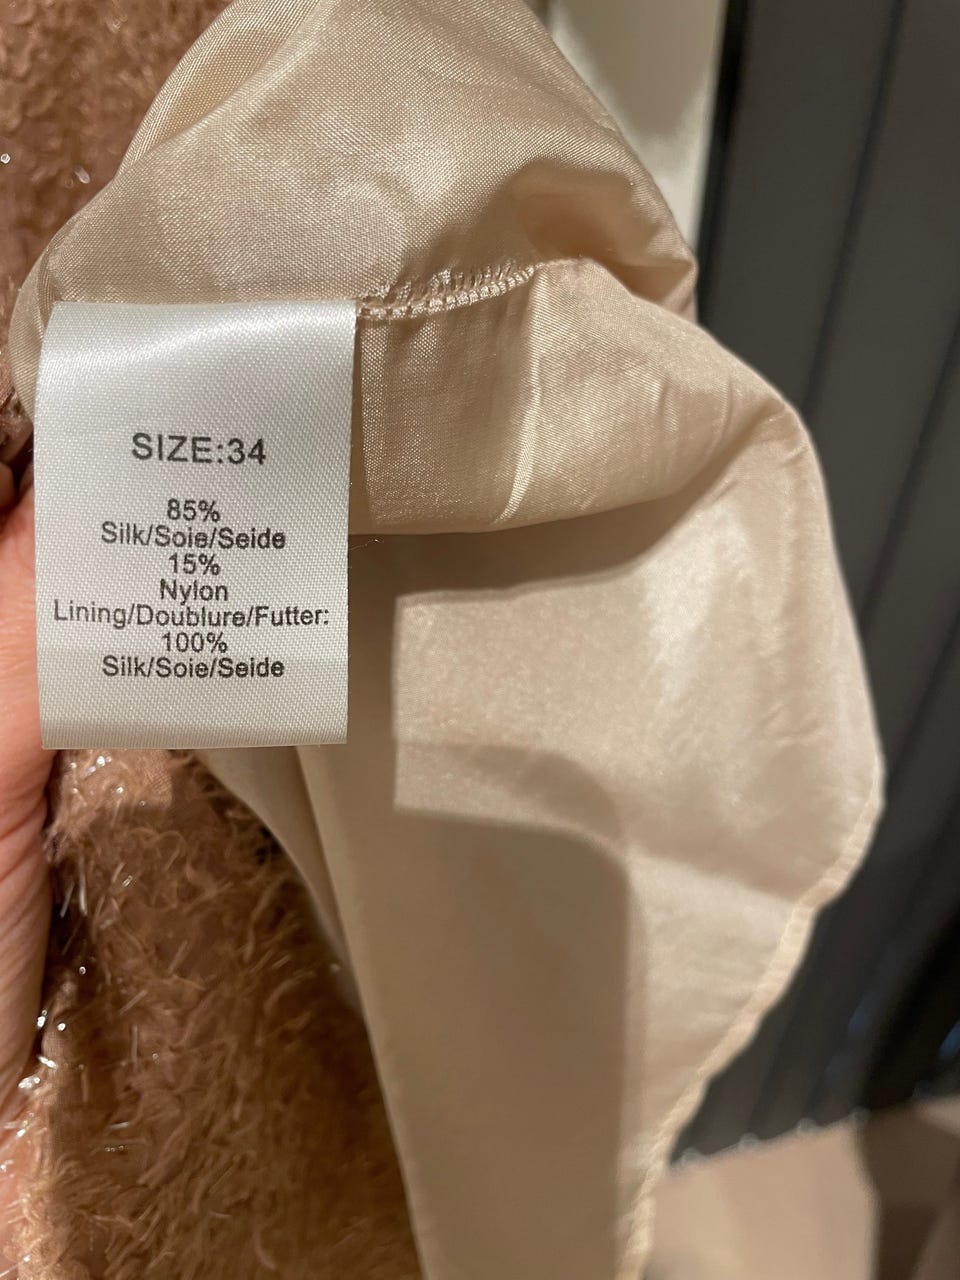 SIZE:34
85%
Silk/Soie/Seide
15%
Nylon
Lining/Doublure/Futter:
100%
Silk/Soie/Seide